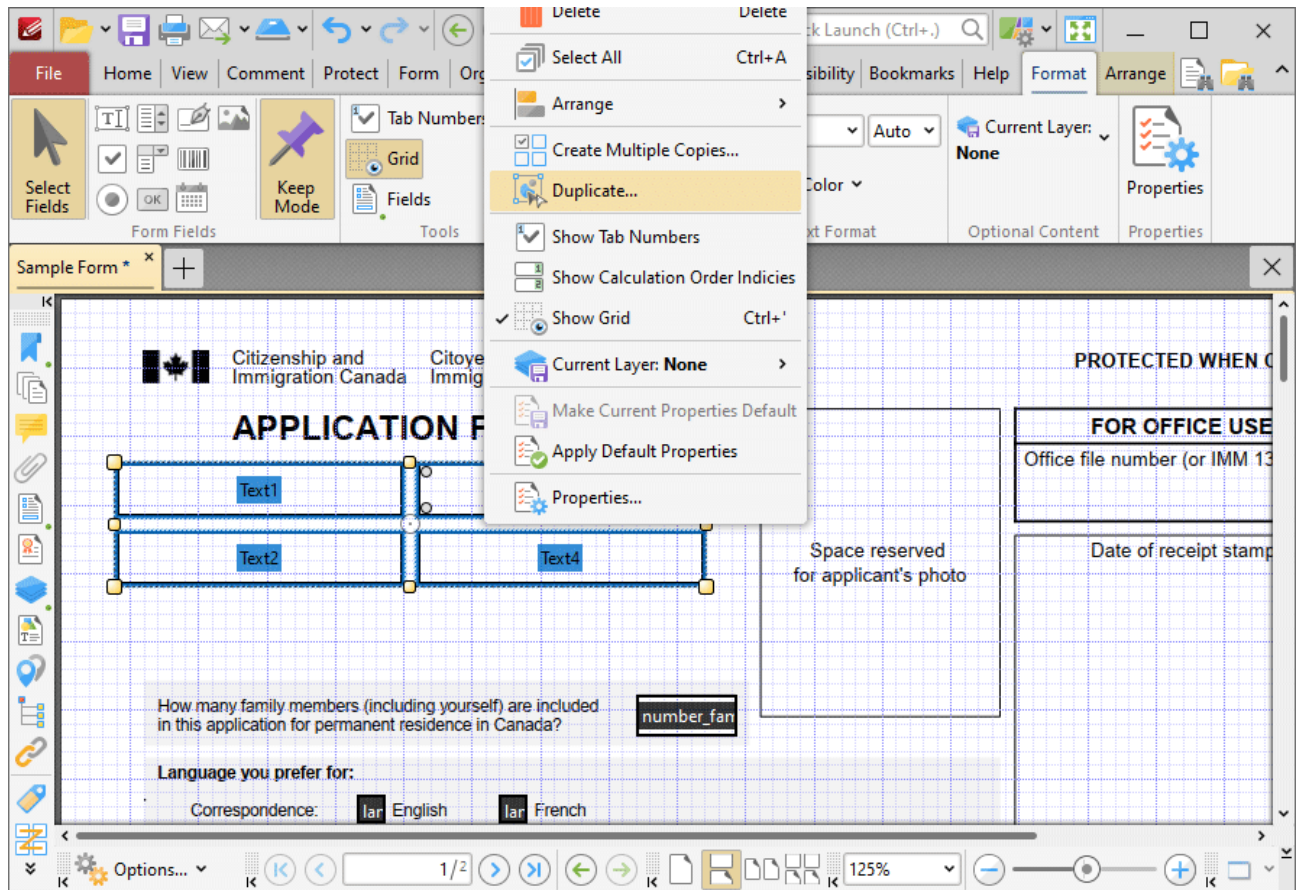 Delete Delete
ck Launch (Ctrl+.)
Select All Ctrl+A
File Home View Comment Protect Form Org sibility Bookmarks Help Format Arrange
Arrange
Create Multiple Copies...
Duplicate...
Show Tab Numbers
Show Calculation Order Indicies
Show Grid Ctrl+'
Current Layer: None
Make Current Properties Default
Apply Default Properties
Properties...
Select
Fields
OK
Form Fields
Keep
Mode
Tab Numbers
Grid
Fields
Tools
Auto
Color
xt Format
Current Layer:
None
Optional Content
Properties
Properties
Sample Form *
Citizenship and
Immigration Canada
Citoye
Immig
PROTECTED WHEN C
APPLICATION F
FOR OFFICE USE
Office file number (or IMM 13
Text1
Text2 Text4
Space reserved
for applicant's photo
Date of receipt stamp
How many family members (including yourself) are included
in this application for permanent residence in Canada?
number_fam
Language you prefer for:
Correspondence: lar English lar French
Options... 1/2 125%